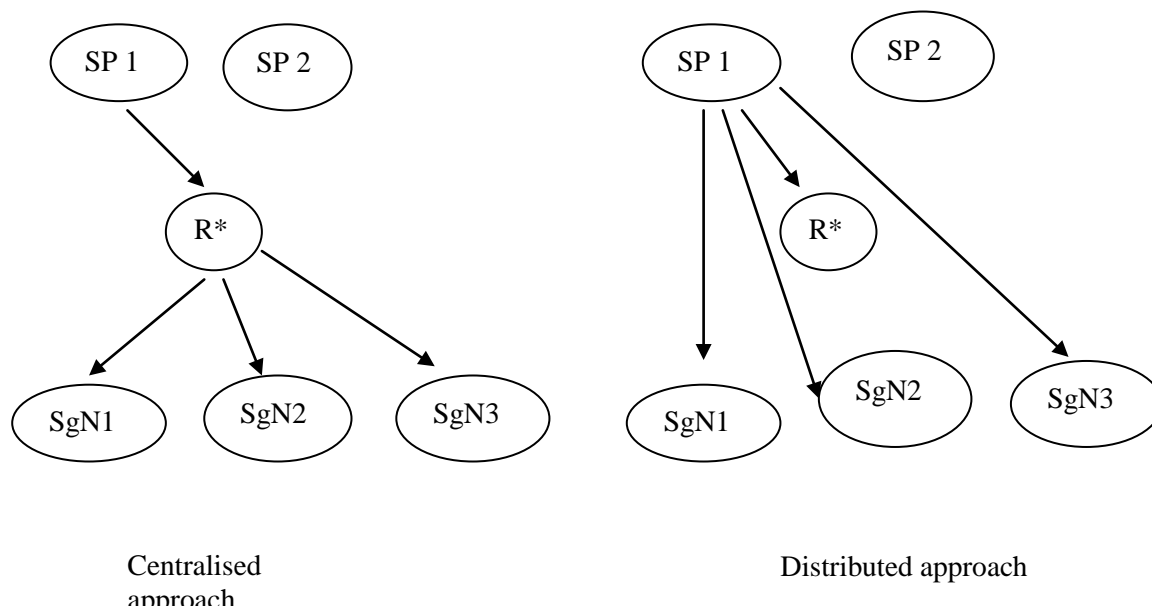 SP 1
SP 2
R*
SgN1
SgN2
SgN3
Centralised
approach
SP 1
SP 2
R*
SgN1
SgN2
SgN3
Distributed approach